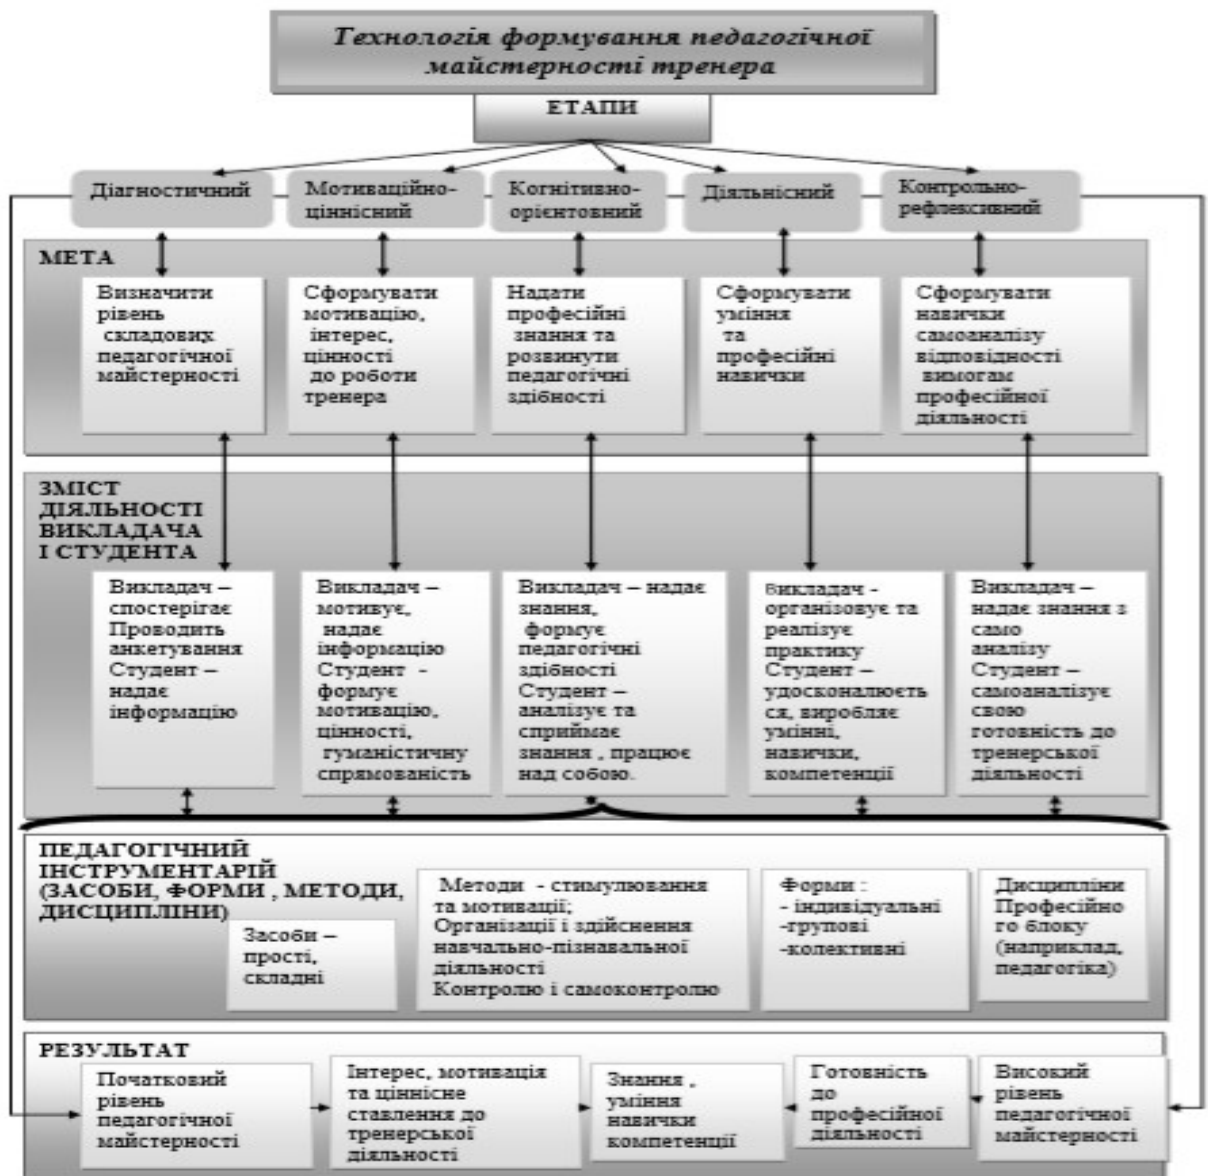 Технологія формування педагогічної
майстерності тренера
ЕТАПИ
Діагностичний
Мотиваційно-
ціннісний
Когнітивно-
орієнтовний
Діяльнісний
Контрольно-
рефлексивний
МЕТА
Визначити
рівень
складових
педагогічної
майстерності
Сформувати
мотивацію,
інтерес,
цінності
до роботи
тренера
Надати
професійні
знання та
розвинути
педагогічні
здібності
Сформувати
уміння
та
професійні
навички
Сформувати
навички
самоаналізу
відповідності
вимогам
професійної
діяльності
ЗМІСТ
ДІЯЛЬНОСТІ
ВИКЛАДАЧА
І СТУДЕНТА
Викладач –
спостерігає
Проводить
анкетування
Студент –
надає
інформацію
Викладач –
мотивує,
надає
інформацію
Студент -
формує
мотивацію,
цінності,
гуманістичну
спрямованість
Викладач – надає
знання,
формує
педагогічні
здібності
Студент –
аналізує та
сприймає
знання , працює
над собою.
Викладач -
організовує та
реалізує
практику
Студент –
удосконалюєть
ся, виробляє
умінні,
навички,
компетенції
Викладач –
надає знання з
само
аналізу
Студент –
самоаналізує
свою
готовність до
тренерської
діяльності
ПЕДАГОГІЧНИЙ
ІНСТРУМЕНТАРІЙ
(ЗАСОБИ, ФОРМИ , МЕТОДИ,
ДИСЦИПЛІНИ)
Засоби –
прості,
складні
Методи - стимулювання
та мотивації;
Організації і здійснення
навчально-пізнавальної
діяльності
Контролю і самоконтролю
Форми :
- індивідуальні
-групові
-колективні
Дисципліни
Професійно
го блоку
(наприклад,
педагогіка)
РЕЗУЛЬТАТ
Початковий
рівень
педагогічної
майстерності
Інтерес, мотивація
та ціннісне
ставлення до
тренерської
діяльності
Знання ,
уміння
навички
компетенції
Готовність
до
професійної
діяльності
Високий
рівень
педагогічної
майстерності